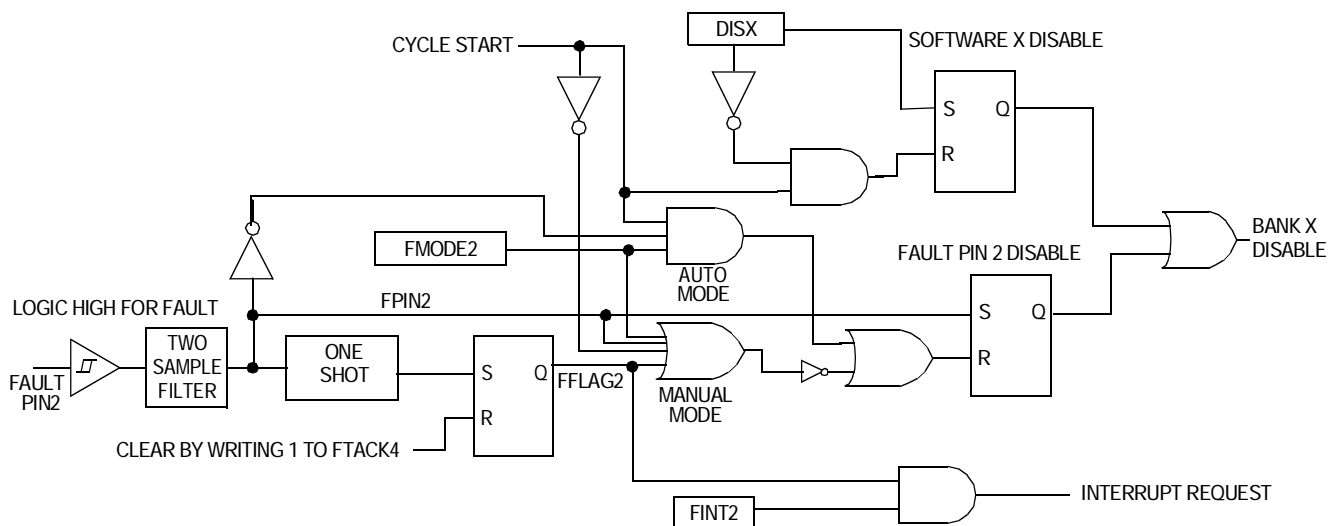 DISX
CYCLE START
SOFTWARE X DISABLE
S
Q
R
FMODE2
AUTO
MODE
BANK X
DISABLE
FAULT PIN 2 DISABLE
LOGIC HIGH FOR FAULT
FPIN2
S
Q
R
TWO
SAMPLE
FILTER
ONE
SHOT
FAULT
PIN2
S
Q
R
FFLAG2
MANUAL
MODE
CLEAR BY WRITING 1 TO FTACK4
INTERRUPT REQUEST
FINT2